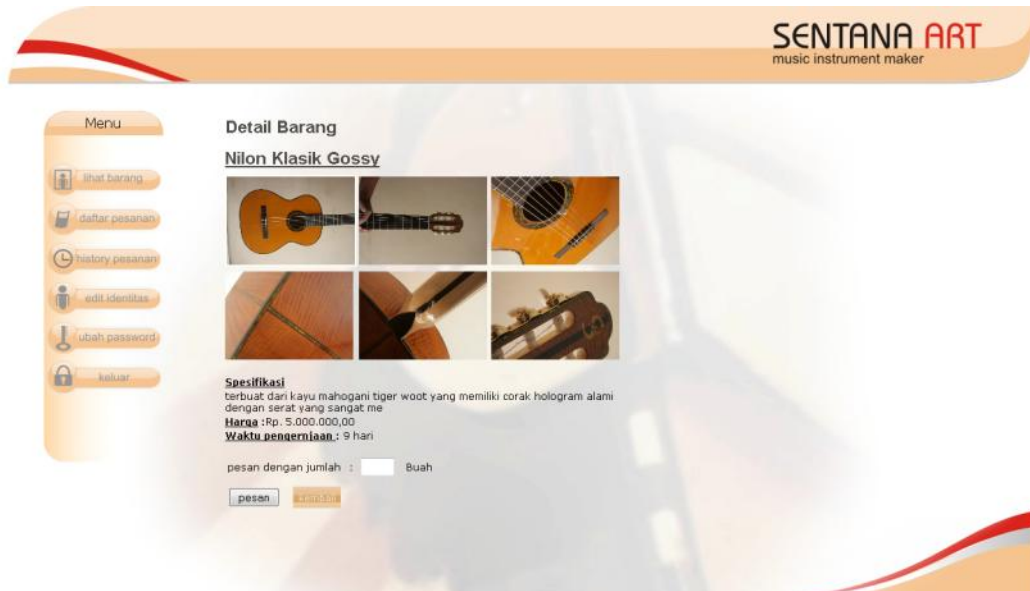 SENTANA ART
music instrument maker
Menu
lihat barang
daftar pesanan
history pesanan
edit identitas
ubah password
keluar
Detail Barang
Nilon Klasik Gossy
Spesifikasi
terbuat dari kayu mahogani tiger woot yang memiliki corak hologram alami
dengan serat yang sangat me
Harga :Rp. 5.000.000,00
Waktu pengernjaan : 9 hari
pesan dengan jumlah : Buah
pesan kembali